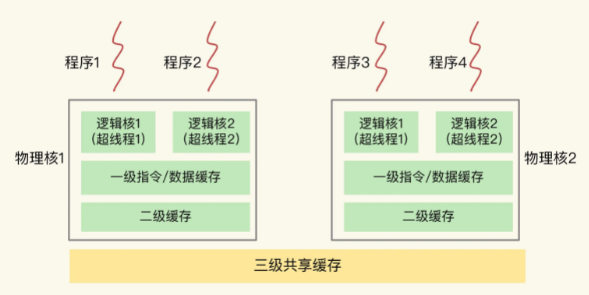 程序1
程序2
程序3
程序4
物理核1
逻辑核1
(超线程1)
逻辑核2
(超线程2)
一级指令/数据缓存
二级缓存
逻辑核1
(超线程1)
逻辑核2
(超线程2)
一级指令/数据缓存
二级缓存
物理核2
三级共享缓存